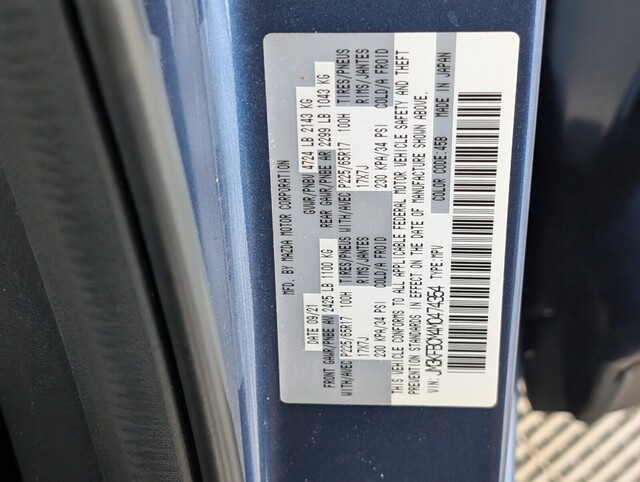 MFD. BY MAZDA MOTOR CORPORATION
DATE 09/21 GVWR/PNBV 4724 LB 2143 KG
FRONT GAWR/PNBE AV 2425 LB 1100 KG REAR GAWR/PNBE AR 2299 LB 1043 KG
WITH/AVEC TIRES/PNEUS P225/65R17 100H WITH/AVEC TIRES/PNEUS P225/65R17 100H
RIMS/JANTES 17X7J RIMS/JANTES 17X7J
COLD/A FROID 230 KPA/34 PSI COLD/A FROID 230 KPA/34 PSI
THIS VEHICLE CONFORMS TO ALL APPLICABLE FEDERAL MOTOR VEHICLE SAFETY AND THEFT
PREVENTION STANDARDS IN EFFECT ON THE DATE OF MANUFACTURE SHOWN ABOVE.
VIN: JM3KFBCM4M0474354 TYPE:MPV COLOR CODE:45B MADE IN JAPAN